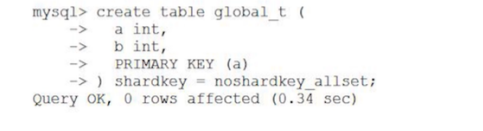 mysql> create table global_t (
    ->   a int,
    ->   b int,
    ->   PRIMARY KEY (a)
    -> ) shardkey = noshardkey_allset;
Query OK, 0 rows affected (0.34 sec)